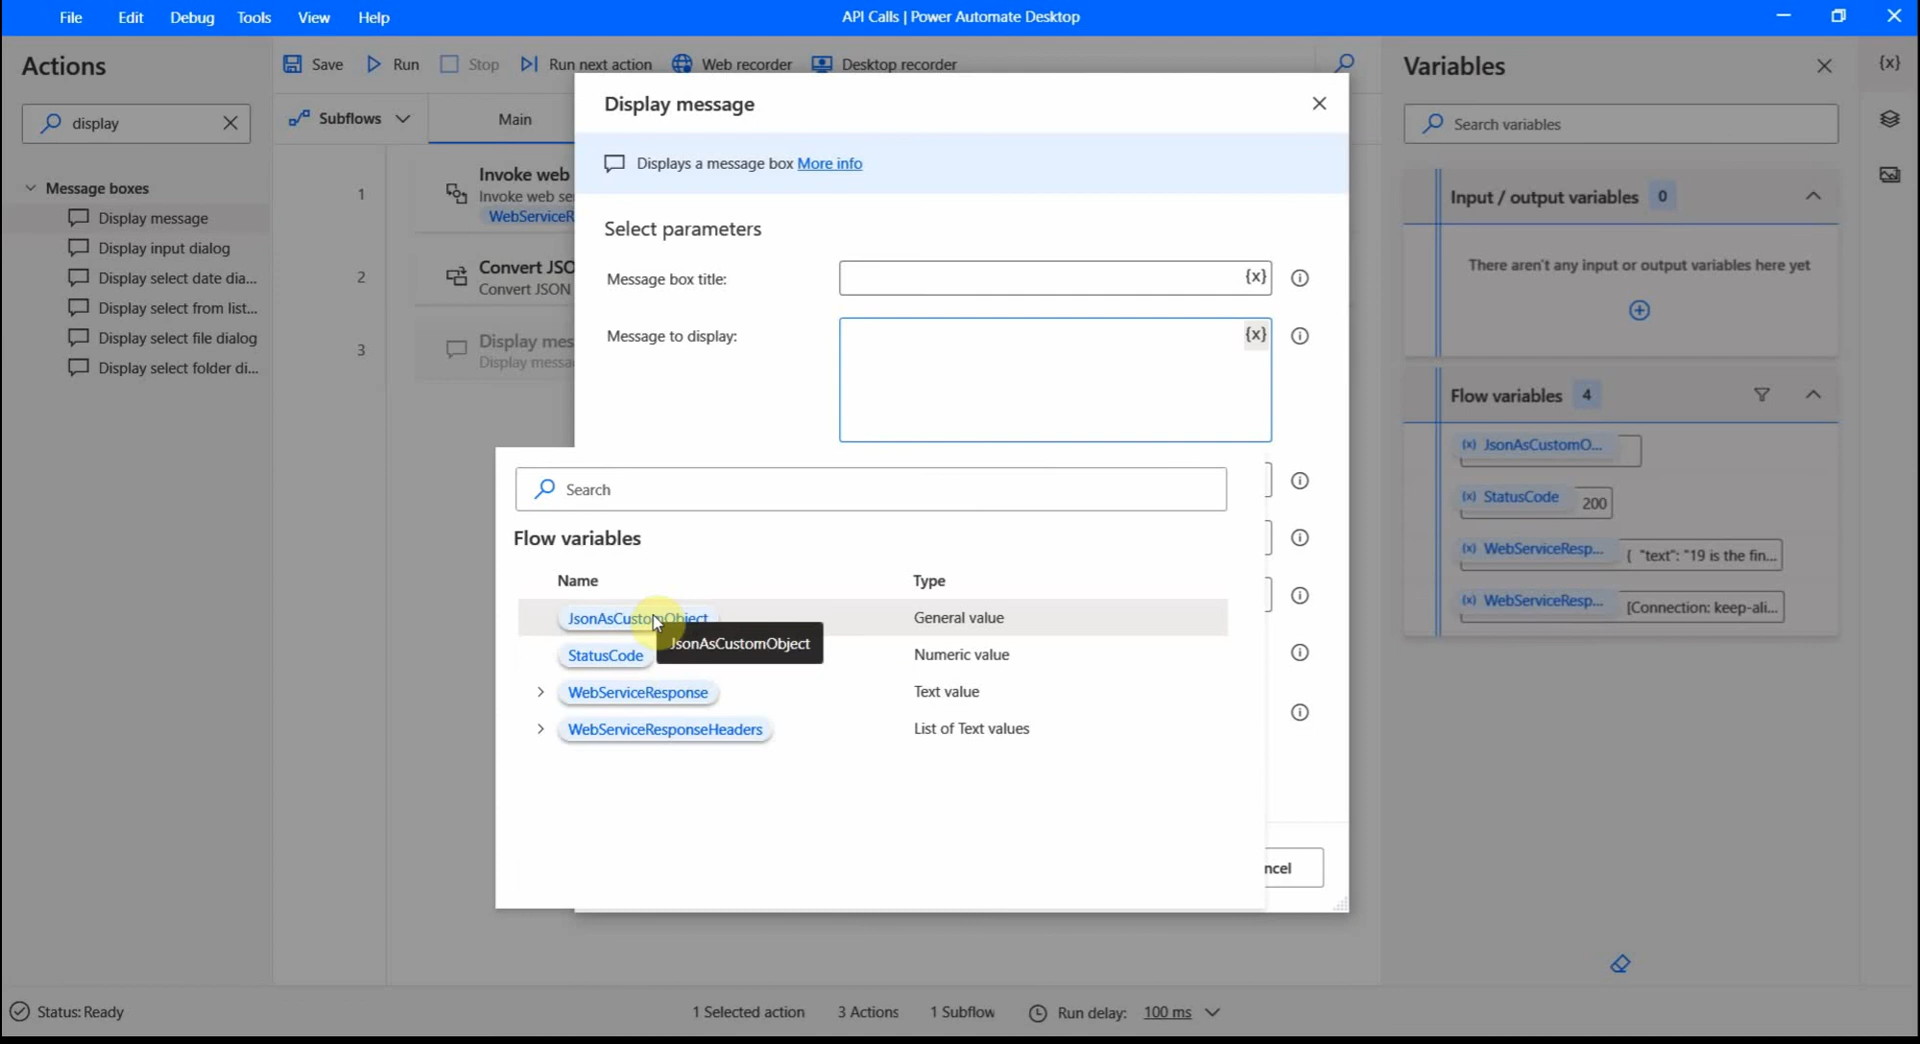 File Edit Debug Tools View Help
API Calls | Power Automate Desktop
Actions
display
Message boxes
Display message
Display input dialog
Display select date dia...
Display select from list...
Display select file dialog
Display select folder di...
Save Run Stop Run next action Web recorder Desktop recorder
Subflows Main
1
Invoke web
Invoke web se
WebServiceR
2
Convert JSO
Convert JSON
3
Display mes
Display messa
Display message
Displays a message box More info
Select parameters
Message box title:
{x}
Message to display:
{x}
Search
Flow variables
Name Type
JsonAsCustomObject General value
JsonAsCustomObject
StatusCode Numeric value
WebServiceResponse Text value
WebServiceResponseHeaders List of Text values
ncel
Variables
{x}
Search variables
Input / output variables 0
There aren't any input or output variables here yet
Flow variables 4
(x) JsonAsCustomO...
(x) StatusCode 200
(x) WebServiceResp... { "text": "19 is the fin...
(x) WebServiceResp... [Connection: keep-ali...
Status: Ready
1 Selected action 3 Actions 1 Subflow Run delay: 100 ms